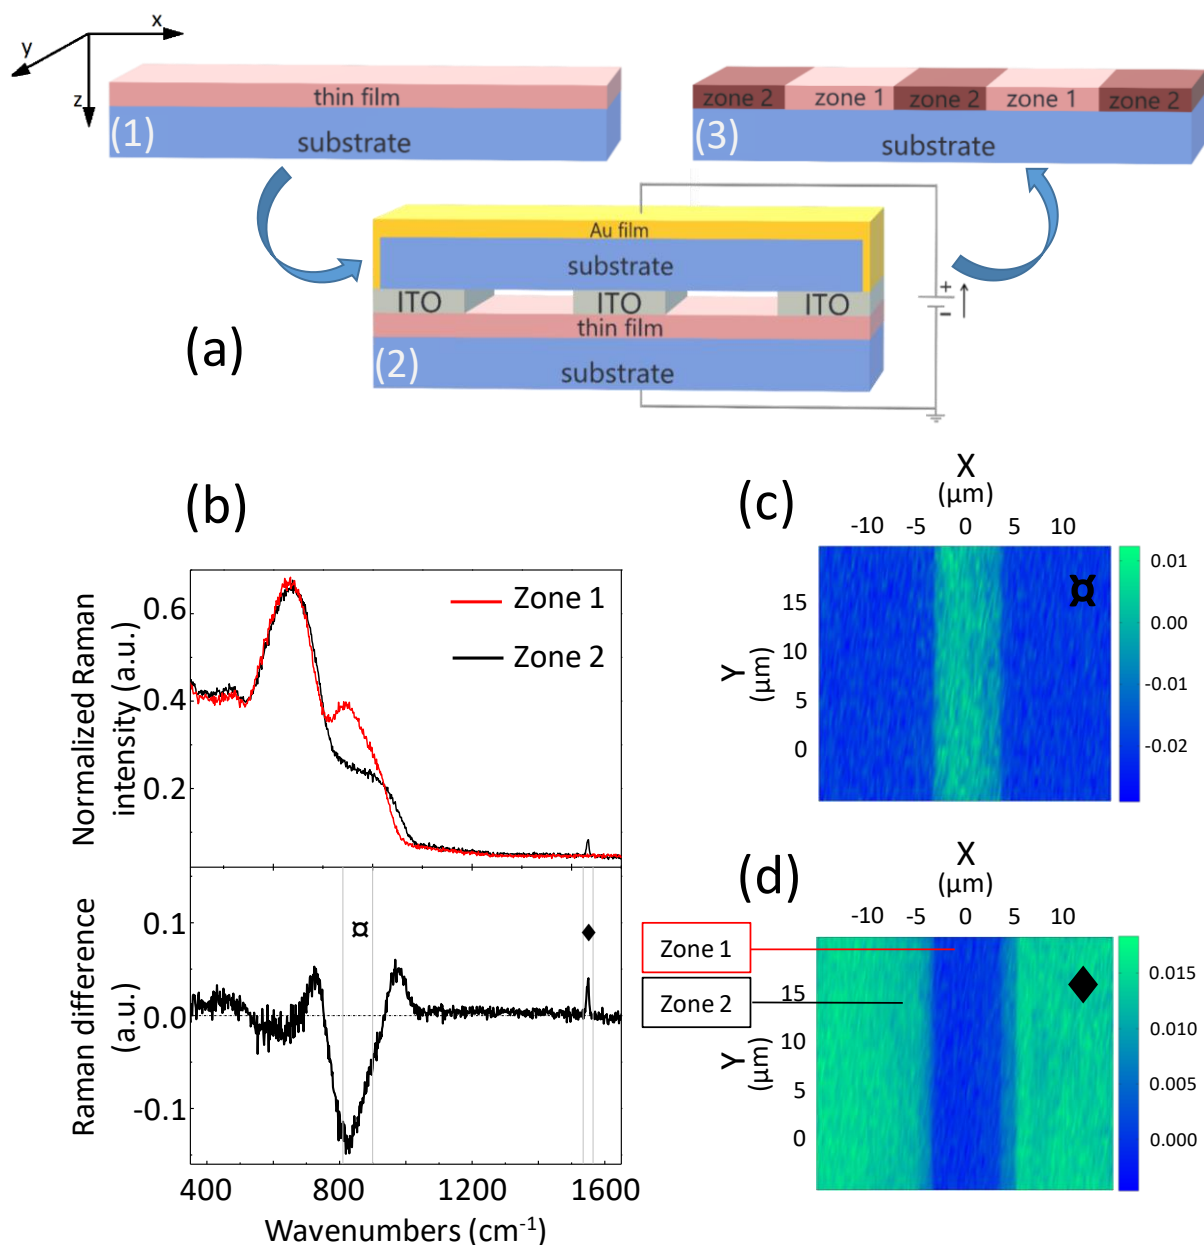 x
y
z
thin film
(1)
substrate
zone 2 zone 1 zone 2 zone 1 zone 2
(3)
substrate
Au film
substrate
ITO ITO ITO
thin film
(2)
substrate
+
−
(a)
(b)
Normalized Raman
intensity (a.u.)
0.6
0.4
0.2
Zone 1
Zone 2
Raman difference
(a.u.)
0.1
0.0
-0.1
¤
♦
400 800 1200 1600
Wavenumbers (cm⁻¹)
(c)
X
(µm)
-10 -5 0 5 10
Y
(µm)
15
10
5
0
¤
0.01
0.00
-0.01
-0.02
(d)
X
(µm)
-10 -5 0 5 10
Zone 1
Zone 2
Y
(µm)
15
10
5
0
♦
0.015
0.010
0.005
0.000